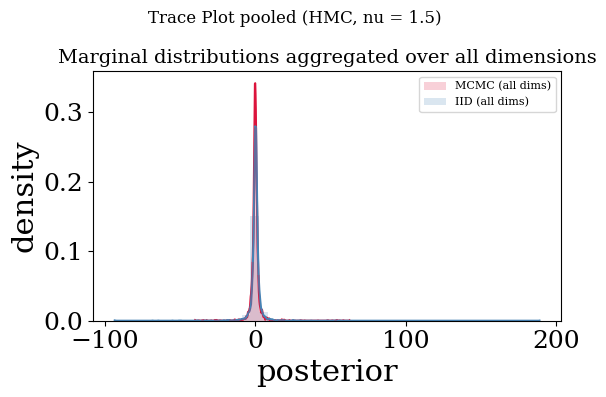 Trace Plot pooled (HMC, nu = 1.5)
Marginal distributions aggregated over all dimensions
MCMC (all dims)
IID (all dims)
density
0.3
0.2
0.1
0.0
−100
0
100
200
posterior